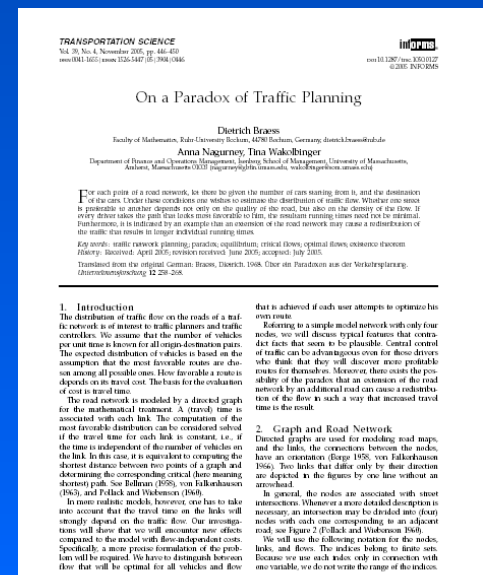 TRANSPORTATION SCIENCE
Vol. 39, No. 4, November 2005, pp. 446–450
issn 0041-1655 | eissn 1526-5447 | 05 | 3904 | 0446
informs.
doi 10.1287/trsc.1050.0127
© 2005 INFORMS
On a Paradox of Traffic Planning
Dietrich Braess
Faculty of Mathematics, Ruhr-University Bochum, 44780 Bochum, Germany, dietrich.braess@rub.de
Anna Nagurney, Tina Wakolbinger
Department of Finance and Operations Management, Isenberg School of Management, University of Massachusetts,
Amherst, Massachusetts 01003 {nagurney@gbfin.umass.edu, wakolbinger@som.umass.edu}
For each point of a road network, let there be given the number of cars starting from it, and the destination
of the cars. Under these conditions one wishes to estimate the distribution of traffic flow. Whether one street
is preferable to another depends not only on the quality of the road, but also on the density of the flow. If
every driver takes the path that looks most favorable to him, the resultant running times need not be minimal.
Furthermore, it is indicated by an example that an extension of the road network may cause a redistribution of
the traffic that results in longer individual running times.
Key words: traffic network planning; paradox; equilibrium; critical flows; optimal flows; existence theorem
History: Received: April 2005; revision received: June 2005; accepted: July 2005.
Translated from the original German: Braess, Dietrich. 1968. Über ein Paradoxon aus der Verkehrsplanung.
Unternehmensforschung 12 258–268.
1. Introduction
The distribution of traffic flow on the roads of a traf-
fic network is of interest to traffic planners and traffic
controllers. We assume that the number of vehicles
per unit time is known for all origin-destination pairs.
The expected distribution of vehicles is based on the
assumption that the most favorable routes are cho-
sen among all possible ones. How favorable a route is
depends on its travel cost. The basis for the evaluation
of cost is travel time.
The road network is modeled by a directed graph
for the mathematical treatment. A (travel) time is
associated with each link. The computation of the
most favorable distribution can be considered solved
if the travel time for each link is constant, i.e., if
the time is independent of the number of vehicles on
the link. In this case, it is equivalent to computing the
shortest distance between two points of a graph and
determining the corresponding critical (here meaning
shortest) path. See Bellman (1958), von Falkenhausen
(1963), and Pollack and Wiebenson (1960).
In more realistic models, however, one has to take
into account that the travel time on the links will
strongly depend on the traffic flow. Our investiga-
tions will shew that we will encounter new effects
compared to the model with flow-independent costs.
Specifically, a more precise formulation of the prob-
lem will be required. We have to distinguish between
flow that will be optimal for all vehicles and flow
that is achieved if each user attempts to optimize his
own route.
Referring to a simple model network with only four
nodes, we will discuss typical features that contra-
dict facts that seem to be plausible. Central control
of traffic can be advantageous even for those drivers
who think that they will discover more profitable
routes for themselves. Moreover, there exists the pos-
sibility of the paradox that an extension of the road
network by an additional road can cause a redistribu-
tion of the flow in such a way that increased travel
time is the result.
2. Graph and Road Network
Directed graphs are used for modeling road maps,
and the links, the connections between the nodes,
have an orientation (Berge 1958, von Falkenhausen
1966). Two links that differ only by their direction
are depicted in the figures by one line without an
arrowhead.
In general, the nodes are associated with street
intersections. Whenever a more detailed description is
necessary, an intersection may be divided into (four)
nodes with each one corresponding to an adjacent
road; see Figure 2 (Pollack and Wiebenson 1960).
We will use the following notation for the nodes,
links, and flows. The indices belong to finite sets.
Because we use each index only in connection with
one variable, we do not write the range of the indices.